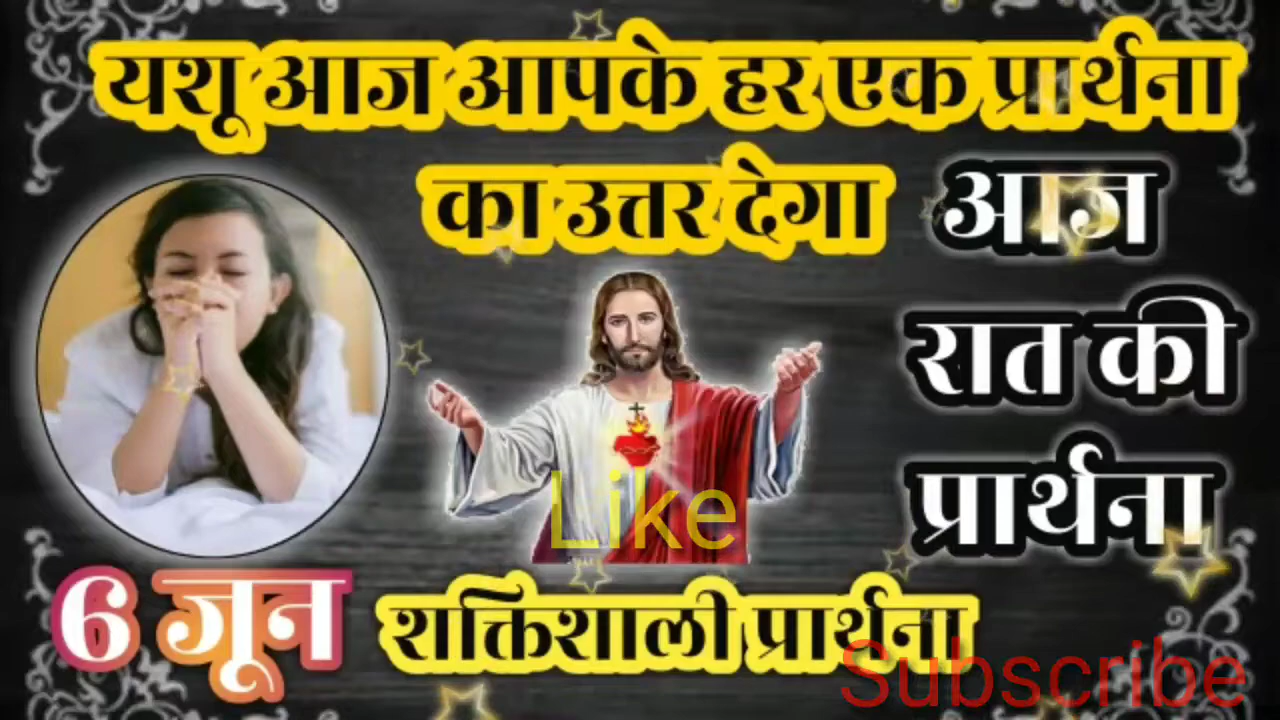 यशू आज आपके हर एक प्रार्थना
का उत्तर देगा
आज
रात की
प्रार्थना
Like
6 जून
शक्तिशाली प्रार्थना
Subscribe